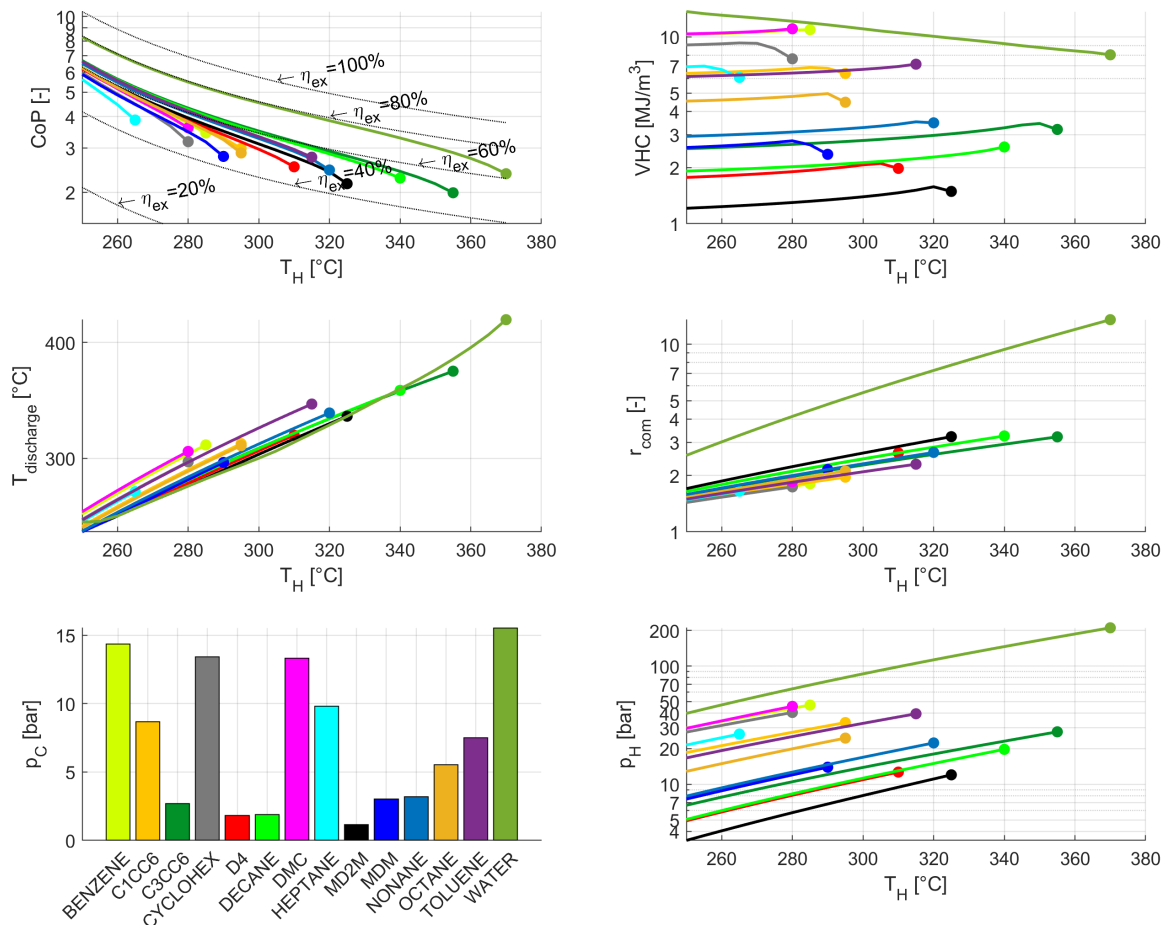 10
9
8
7
6
5
4
3
2
CoP [-]
η_ex=100%
η_ex=80%
η_ex=60%
η_ex=40%
η_ex=20%
260 280 300 320 340 360 380
T_H [°C]
10
5
4
3
2
1
VHC [MJ/m³]
260 280 300 320 340 360 380
T_H [°C]
400
300
T_discharge [°C]
260 280 300 320 340 360 380
T_H [°C]
10
5
4
3
2
1
r_com [-]
260 280 300 320 340 360 380
T_H [°C]
15
10
5
0
p_C [bar]
BENZENE
C1CC6
C3CC6
CYCLOHEX
D4
DECANE
DMC
HEPTANE
MD2M
MDM
NONANE
OCTANE
TOLUENE
WATER
200
100
70
50
40
30
20
10
7
5
4
p_H [bar]
260 280 300 320 340 360 380
T_H [°C]